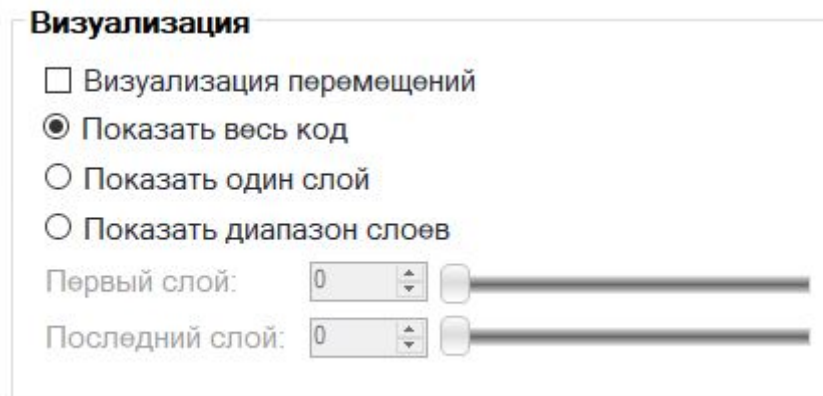 Визуализация
Визуализация перемещений
Показать весь код
Показать один слой
Показать диапазон слоев
Первый слой: 0
Последний слой: 0